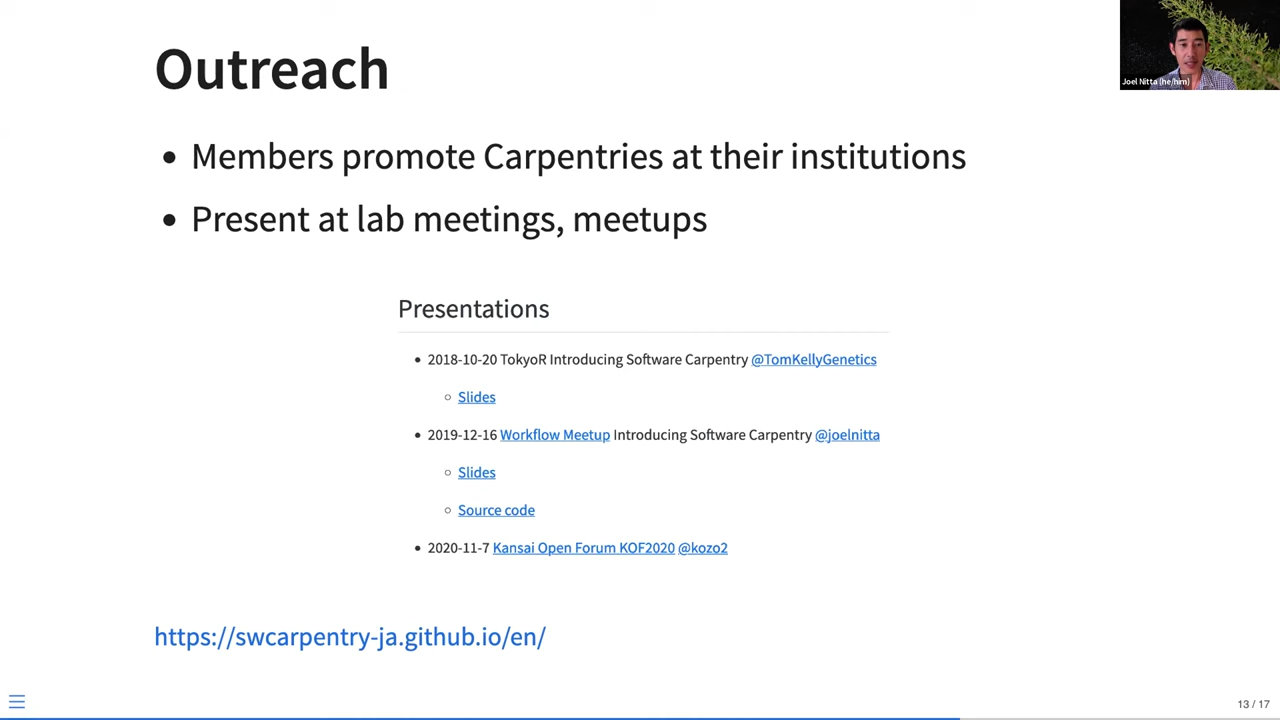 Outreach
Joel Nitta (he/him)
• Members promote Carpentries at their institutions
• Present at lab meetings, meetups
Presentations
• 2018-10-20 TokyoR Introducing Software Carpentry @TomKellyGenetics
◦ Slides
• 2019-12-16 Workflow Meetup Introducing Software Carpentry @joelnitta
◦ Slides
◦ Source code
• 2020-11-7 Kansai Open Forum KOF2020 @kozo2
https://swcarpentry-ja.github.io/en/
13 / 17